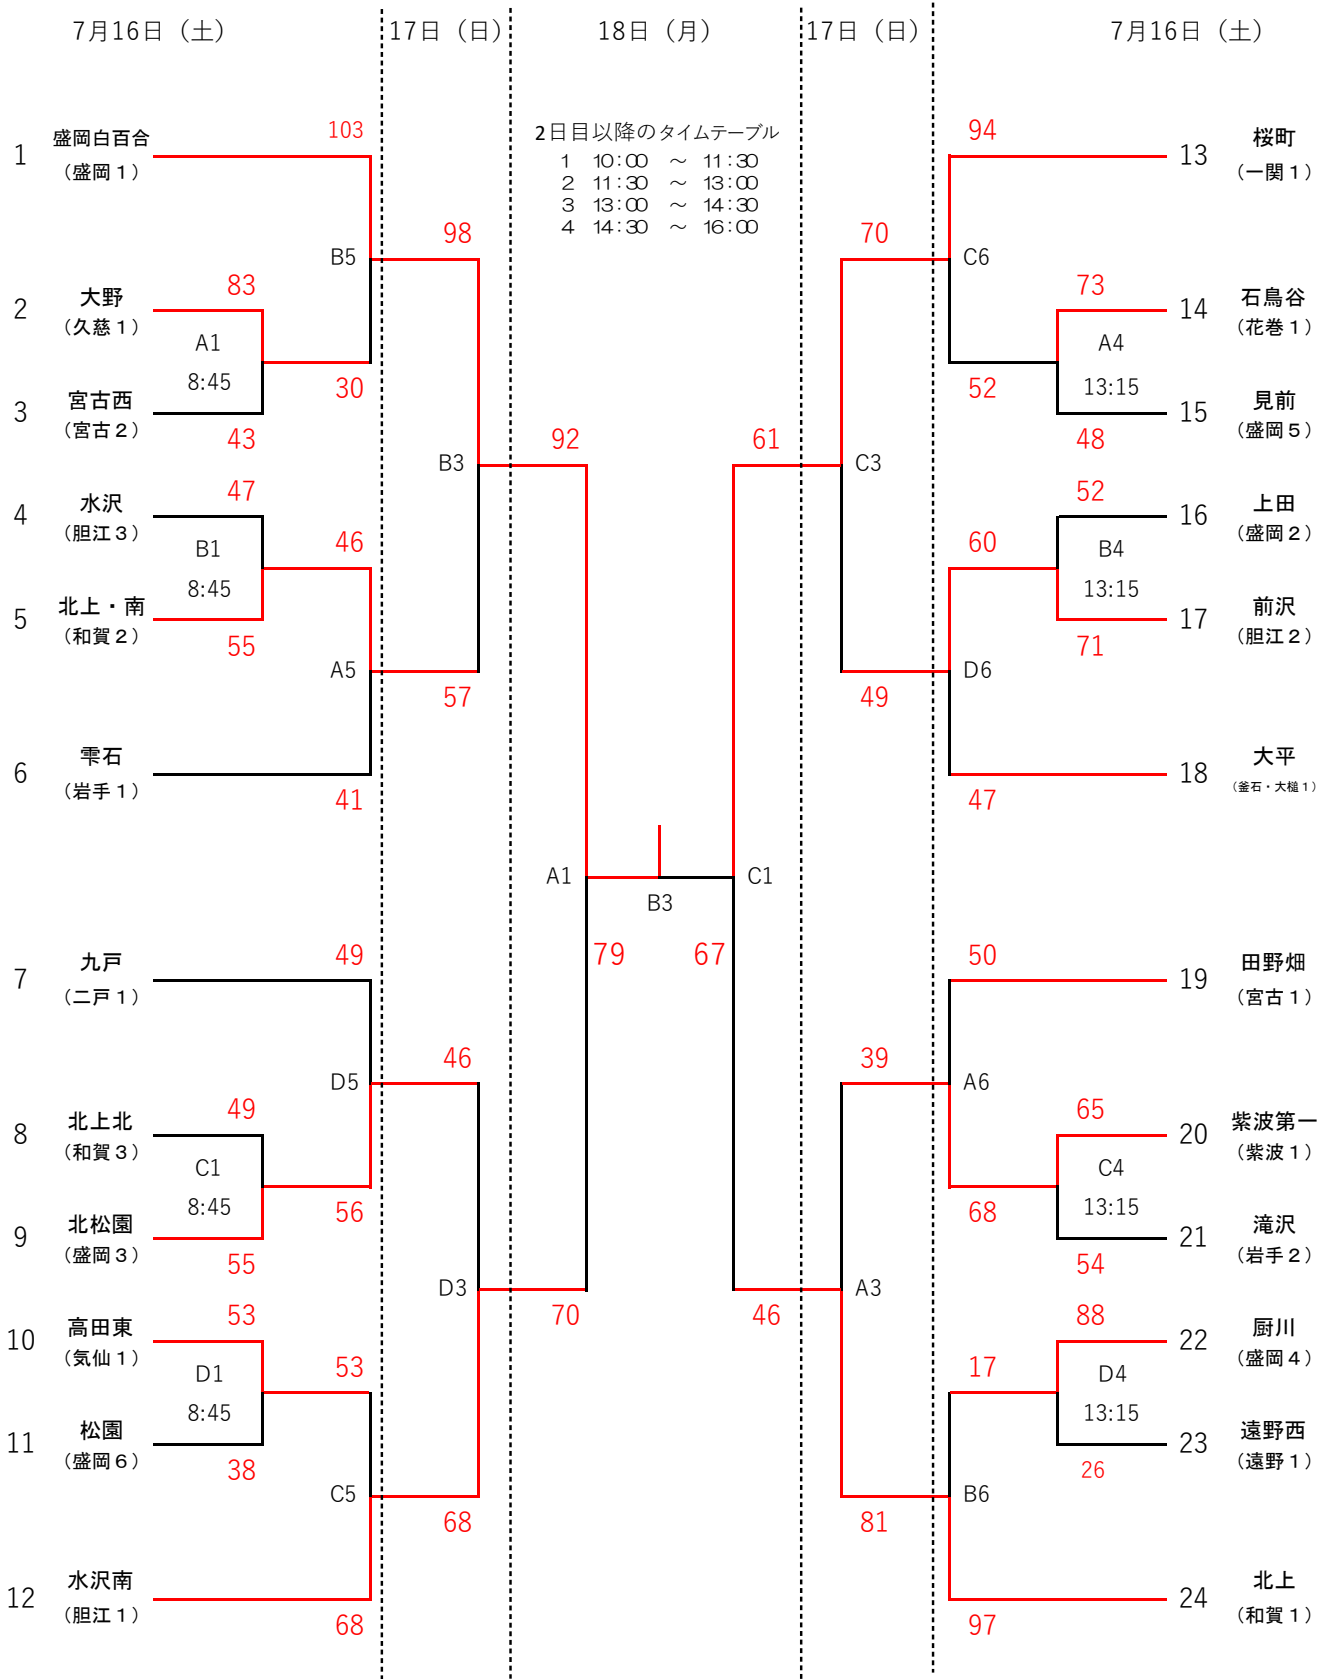 7月16日（土）
17日（日）
18日（月）
17日（日）
7月16日（土）
2日目以降のタイムテーブル
1 10：00 ～ 11：30
2 11：30 ～ 13：00
3 13：00 ～ 14：30
4 14：30 ～ 16：00
1 盛岡白百合
（盛岡１）
103
B5
98
2 大野
（久慈１）
83
A1
8:45
30
3 宮古西
（宮古２）
43
B3
92
4 水沢
（胆江３）
47
B1
8:45
46
5 北上・南
（和賀２）
55
A5
57
6 雫石
（岩手１）
41
A1
B3
C1
79
67
7 九戸
（二戸１）
49
D5
46
8 北上北
（和賀３）
49
C1
8:45
56
9 北松園
（盛岡３）
55
D3
70
10 高田東
（気仙１）
53
D1
8:45
53
11 松園
（盛岡６）
38
C5
68
12 水沢南
（胆江１）
68
94
13 桜町
（一関１）
70
C6
73
14 石鳥谷
（花巻１）
A4
13:15
52
48
15 見前
（盛岡５）
61
C3
52
16 上田
（盛岡２）
60
B4
13:15
71
17 前沢
（胆江２）
D6
49
47
18 大平
（釜石・大槌１）
50
19 田野畑
（宮古１）
39
A6
65
20 紫波第一
（紫波１）
C4
13:15
68
54
21 滝沢
（岩手２）
A3
46
88
22 厨川
（盛岡４）
17
D4
13:15
26
23 遠野西
（遠野１）
B6
81
97
24 北上
（和賀１）